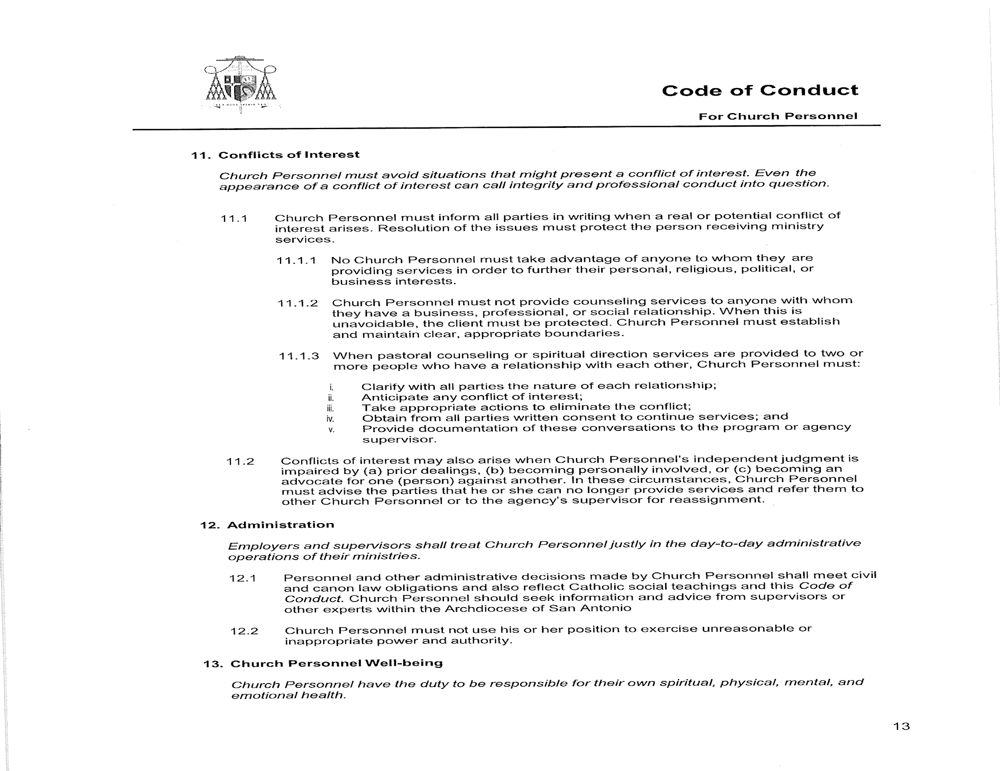 Code of Conduct
For Church Personnel
11. Conflicts of Interest
Church Personnel must avoid situations that might present a conflict of interest. Even the
appearance of a conflict of interest can call integrity and professional conduct into question.
11.1 Church Personnel must inform all parties in writing when a real or potential conflict of
interest arises. Resolution of the issues must protect the person receiving ministry
services.
11.1.1 No Church Personnel must take advantage of anyone to whom they are
providing services in order to further their personal, religious, political, or
business interests.
11.1.2 Church Personnel must not provide counseling services to anyone with whom
they have a business, professional, or social relationship. When this is
unavoidable, the client must be protected. Church Personnel must establish
and maintain clear, appropriate boundaries.
11.1.3 When pastoral counseling or spiritual direction services are provided to two or
more people who have a relationship with each other, Church Personnel must:
i. Clarify with all parties the nature of each relationship;
ii. Anticipate any conflict of interest;
iii. Take appropriate actions to eliminate the conflict;
iv. Obtain from all parties written consent to continue services; and
v. Provide documentation of these conversations to the program or agency
supervisor.
11.2 Conflicts of interest may also arise when Church Personnel's independent judgment is
impaired by (a) prior dealings, (b) becoming personally involved, or (c) becoming an
advocate for one (person) against another. In these circumstances, Church Personnel
must advise the parties that he or she can no longer provide services and refer them to
other Church Personnel or to the agency's supervisor for reassignment.
12. Administration
Employers and supervisors shall treat Church Personnel justly in the day-to-day administrative
operations of their ministries.
12.1 Personnel and other administrative decisions made by Church Personnel shall meet civil
and canon law obligations and also reflect Catholic social teachings and this Code of
Conduct. Church Personnel should seek information and advice from supervisors or
other experts within the Archdiocese of San Antonio
12.2 Church Personnel must not use his or her position to exercise unreasonable or
inappropriate power and authority.
13. Church Personnel Well-being
Church Personnel have the duty to be responsible for their own spiritual, physical, mental, and
emotional health.
13